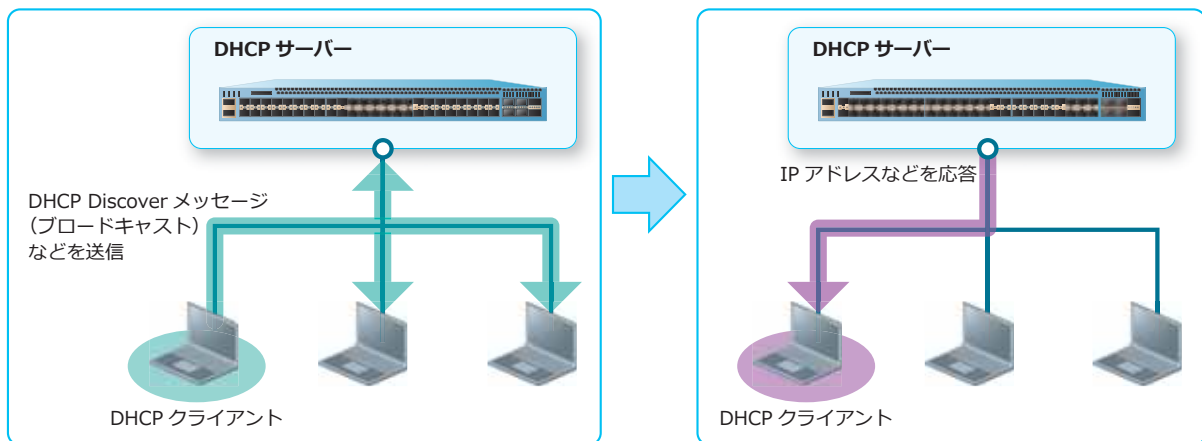 DHCP サーバー
DHCP Discover メッセージ
（ブロードキャスト）
などを送信
DHCP クライアント
DHCP サーバー
IP アドレスなどを応答
DHCP クライアント